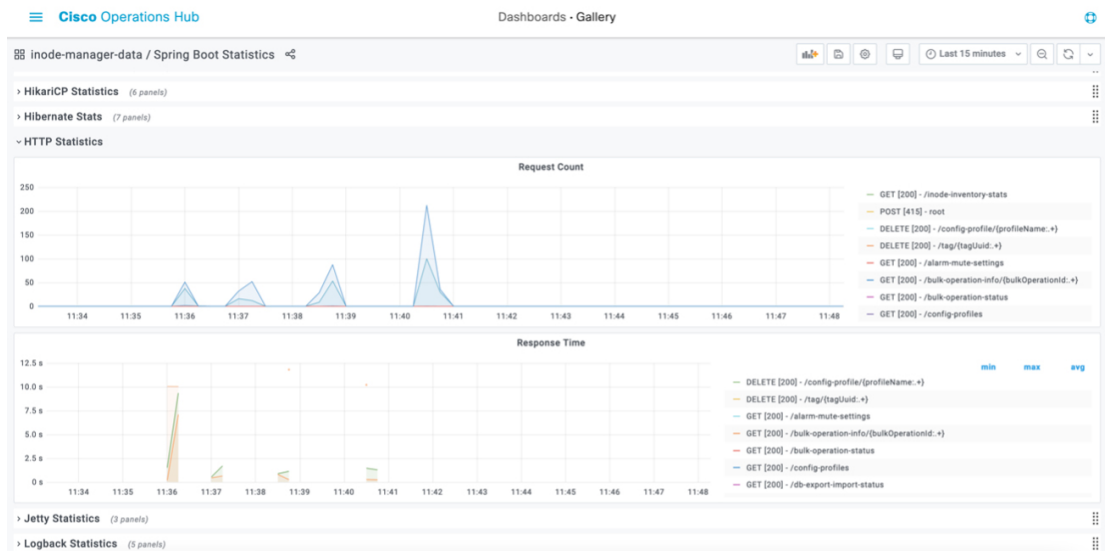 Cisco Operations Hub
Dashboards - Gallery
inode-manager-data / Spring Boot Statistics
Last 15 minutes
HikariCP Statistics (6 panels)
Hibernate Stats (7 panels)
HTTP Statistics
Request Count
250
200
150
100
50
0
11:34 11:35 11:36 11:37 11:38 11:39 11:40 11:41 11:42 11:43 11:44 11:45 11:46 11:47 11:48
GET [200] - /inode-inventory-stats
POST [415] - root
DELETE [200] - /config-profile/{profileName:.+}
DELETE [200] - /tag/{tagUuid:.+}
GET [200] - /alarm-mute-settings
GET [200] - /bulk-operation-info/{bulkOperationId:.+}
GET [200] - /bulk-operation-status
GET [200] - /config-profiles
Response Time
12.5 s
10.0 s
7.5 s
5.0 s
2.5 s
0 s
11:34 11:35 11:36 11:37 11:38 11:39 11:40 11:41 11:42 11:43 11:44 11:45 11:46 11:47 11:48
min max avg
DELETE [200] - /config-profile/{profileName:.+}
DELETE [200] - /tag/{tagUuid:.+}
GET [200] - /alarm-mute-settings
GET [200] - /bulk-operation-info/{bulkOperationId:.+}
GET [200] - /bulk-operation-status
GET [200] - /config-profiles
GET [200] - /db-export-import-status
Jetty Statistics (3 panels)
Logback Statistics (5 panels)